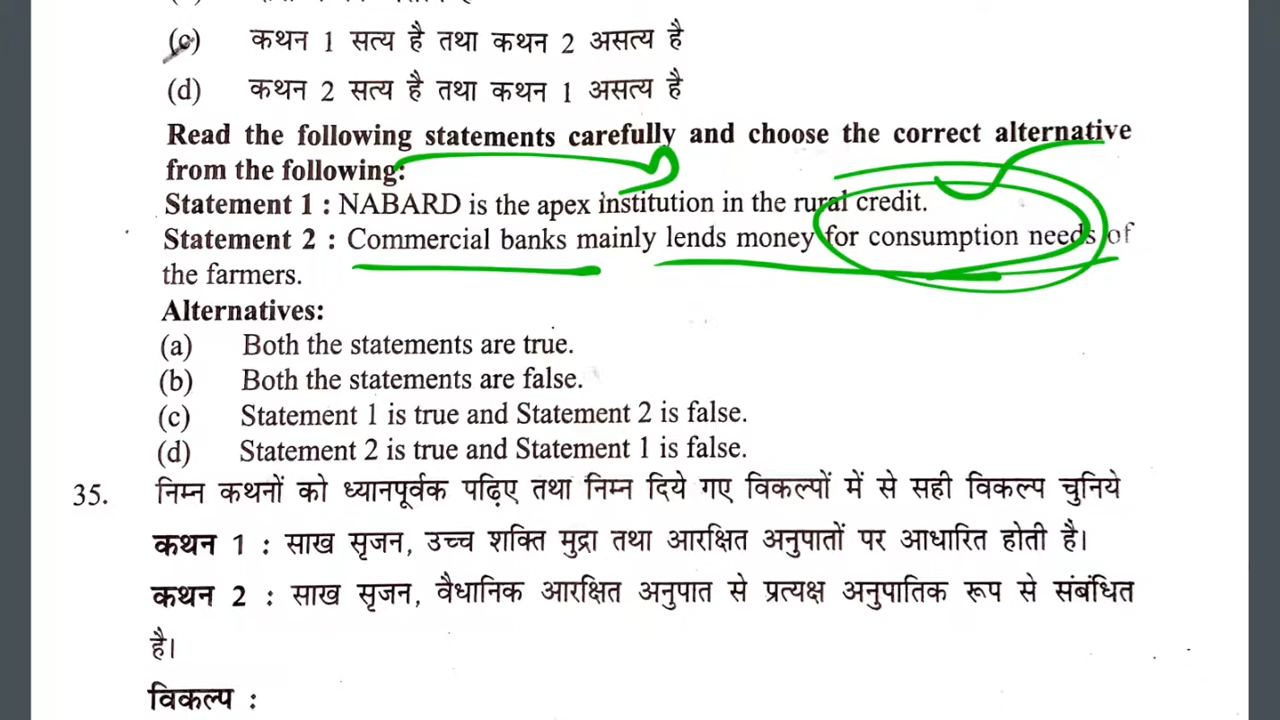 (c) कथन 1 सत्य है तथा कथन 2 असत्य है
(d) कथन 2 सत्य है तथा कथन 1 असत्य है
Read the following statements carefully and choose the correct alternative
from the following:
Statement 1 : NABARD is the apex institution in the rural credit.
Statement 2 : Commercial banks mainly lends money for consumption needs of
the farmers.
Alternatives:
(a) Both the statements are true.
(b) Both the statements are false.
(c) Statement 1 is true and Statement 2 is false.
(d) Statement 2 is true and Statement 1 is false.
35. निम्न कथनों को ध्यानपूर्वक पढ़िए तथा निम्न दिये गए विकल्पों में से सही विकल्प चुनिये
कथन 1 : साख सृजन, उच्च शक्ति मुद्रा तथा आरक्षित अनुपातों पर आधारित होती है।
कथन 2 : साख सृजन, वैधानिक आरक्षित अनुपात से प्रत्यक्ष अनुपातिक रूप से संबंधित
है।
विकल्प :